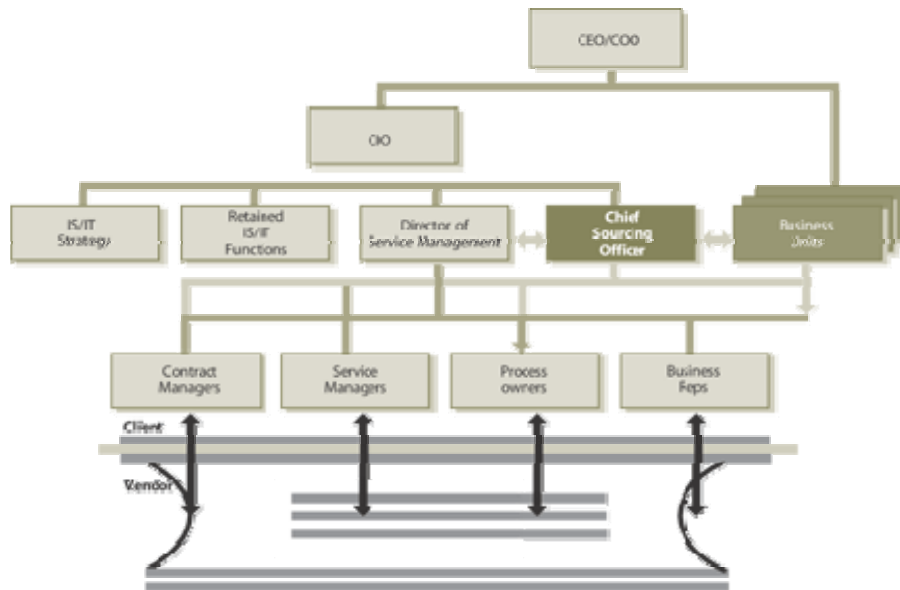 CEO/COO
CIO
IS/IT
Strategy
Retained
IS/IT
Functions
Director of
Service Management
Chief
Sourcing
Officer
Business
Units
Contract
Managers
Service
Managers
Process
owners
Business
Reps
Client
Vendor